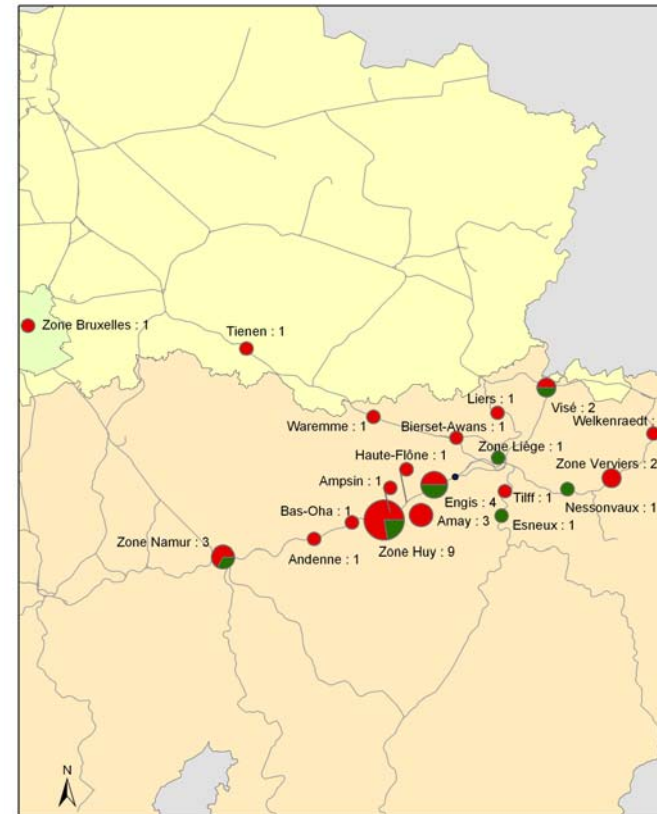 Zone Bruxelles : 1
Tienen : 1
Liers : 1
Visé : 2
Waremme : 1
Bierset-Awans : 1
Welkenraedt :
Zone Liège : 1
Haute-Flône : 1
Zone Verviers : 2
Ampsin : 1
Engis : 4
Tilff : 1
Nessonvaux : 1
Bas-Oha : 1
Amay : 3
Esneux : 1
Zone Namur : 3
Andenne : 1
Zone Huy : 9
N